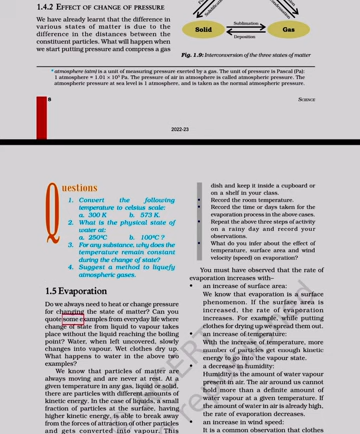 1.4.2 EFFECT OF CHANGE OF PRESSURE
We have already learnt that the difference in
various states of matter is due to the
difference in the distances between the
constituent particles. What will happen when
we start putting pressure and compress a gas
Solid
Sublimation
Deposition
Gas
Fig. 1.9: Interconversion of the three states of matter
* atmosphere (atm) is a unit of measuring pressure exerted by a gas. The unit of pressure is Pascal (Pa):
1 atmosphere = 1.01 × 10⁵ Pa. The pressure of air in atmosphere is called atmospheric pressure. The
atmospheric pressure at sea level is 1 atmosphere, and is taken as the normal atmospheric pressure.
8
SCIENCE
2022-23
Questions
1. Convert the following
temperature to celsius scale:
a. 300 K b. 573 K.
2. What is the physical state of
water at:
a. 250ºC b. 100ºC ?
3. For any substance, why does the
temperature remain constant
during the change of state?
4. Suggest a method to liquefy
atmospheric gases.
1.5 Evaporation
Do we always need to heat or change pressure
for changing the state of matter? Can you
quote some examples from everyday life where
change of state from liquid to vapour takes
place without the liquid reaching the boiling
point? Water, when left uncovered, slowly
changes into vapour. Wet clothes dry up.
What happens to water in the above two
examples?
We know that particles of matter are
always moving and are never at rest. At a
given temperature in any gas, liquid or solid,
there are particles with different amounts of
kinetic energy. In the case of liquids, a small
fraction of particles at the surface, having
higher kinetic energy, is able to break away
from the forces of attraction of other particles
and gets converted into vapour. This
dish and keep it inside a cupboard or
on a shelf in your class.
• Record the room temperature.
• Record the time or days taken for the
evaporation process in the above cases.
• Repeat the above three steps of activity
on a rainy day and record your
observations.
• What do you infer about the effect of
temperature, surface area and wind
velocity (speed) on evaporation?
You must have observed that the rate of
evaporation increases with–
• an increase of surface area:
We know that evaporation is a surface
phenomenon. If the surface area is
increased, the rate of evaporation
increases. For example, while putting
clothes for drying up we spread them out.
• an increase of temperature:
With the increase of temperature, more
number of particles get enough kinetic
energy to go into the vapour state.
• a decrease in humidity:
Humidity is the amount of water vapour
present in air. The air around us cannot
hold more than a definite amount of
water vapour at a given temperature. If
the amount of water in air is already high,
the rate of evaporation decreases.
• an increase in wind speed:
It is a common observation that clothes